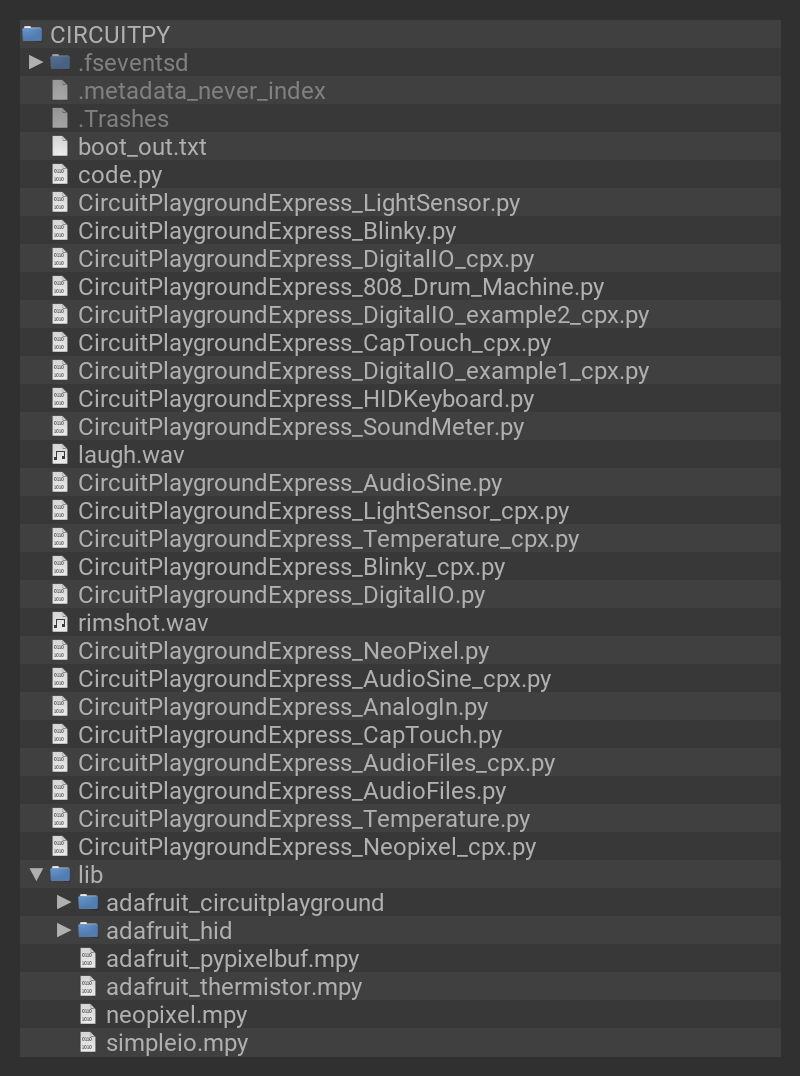 CIRCUITPY
.fseventsd
.metadata_never_index
.Trashes
boot_out.txt
code.py
CircuitPlaygroundExpress_LightSensor.py
CircuitPlaygroundExpress_Blinky.py
CircuitPlaygroundExpress_DigitalIO_cpx.py
CircuitPlaygroundExpress_808_Drum_Machine.py
CircuitPlaygroundExpress_DigitalIO_example2_cpx.py
CircuitPlaygroundExpress_CapTouch_cpx.py
CircuitPlaygroundExpress_DigitalIO_example1_cpx.py
CircuitPlaygroundExpress_HIDKeyboard.py
CircuitPlaygroundExpress_SoundMeter.py
laugh.wav
CircuitPlaygroundExpress_AudioSine.py
CircuitPlaygroundExpress_LightSensor_cpx.py
CircuitPlaygroundExpress_Temperature_cpx.py
CircuitPlaygroundExpress_Blinky_cpx.py
CircuitPlaygroundExpress_DigitalIO.py
rimshot.wav
CircuitPlaygroundExpress_NeoPixel.py
CircuitPlaygroundExpress_AudioSine_cpx.py
CircuitPlaygroundExpress_AnalogIn.py
CircuitPlaygroundExpress_CapTouch.py
CircuitPlaygroundExpress_AudioFiles_cpx.py
CircuitPlaygroundExpress_AudioFiles.py
CircuitPlaygroundExpress_Temperature.py
CircuitPlaygroundExpress_Neopixel_cpx.py
lib
adafruit_circuitplayground
adafruit_hid
adafruit_pypixelbuf.mpy
adafruit_thermistor.mpy
neopixel.mpy
simpleio.mpy